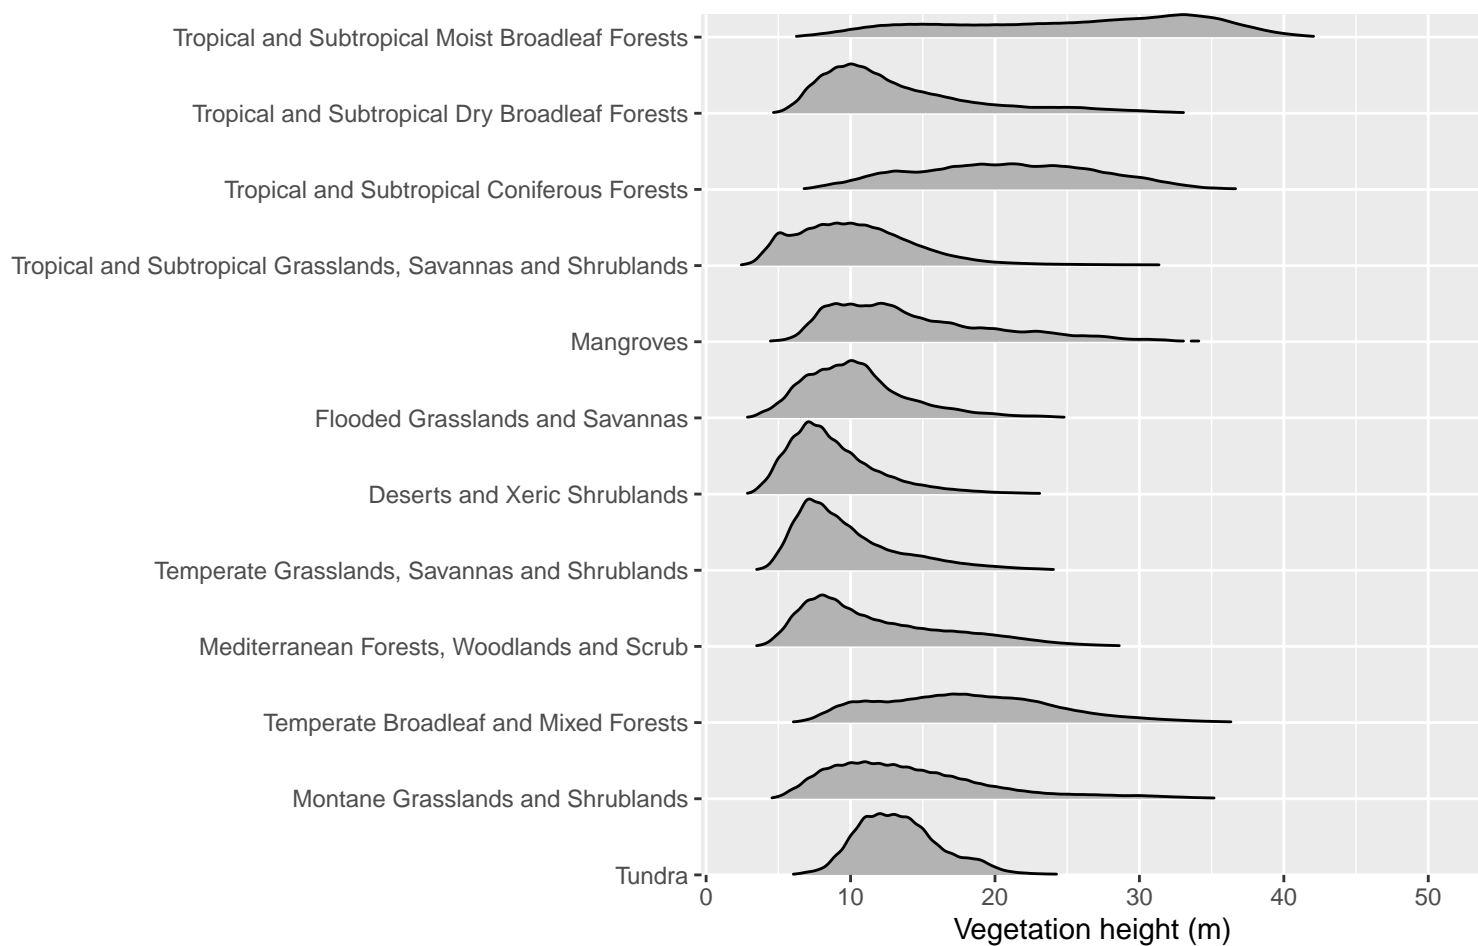 Tropical and Subtropical Moist Broadleaf Forests
Tropical and Subtropical Dry Broadleaf Forests
Tropical and Subtropical Coniferous Forests
Tropical and Subtropical Grasslands, Savannas and Shrublands
Mangroves
Flooded Grasslands and Savannas
Deserts and Xeric Shrublands
Temperate Grasslands, Savannas and Shrublands
Mediterranean Forests, Woodlands and Scrub
Temperate Broadleaf and Mixed Forests
Montane Grasslands and Shrublands
Tundra
0 10 20 30 40 50
Vegetation height (m)